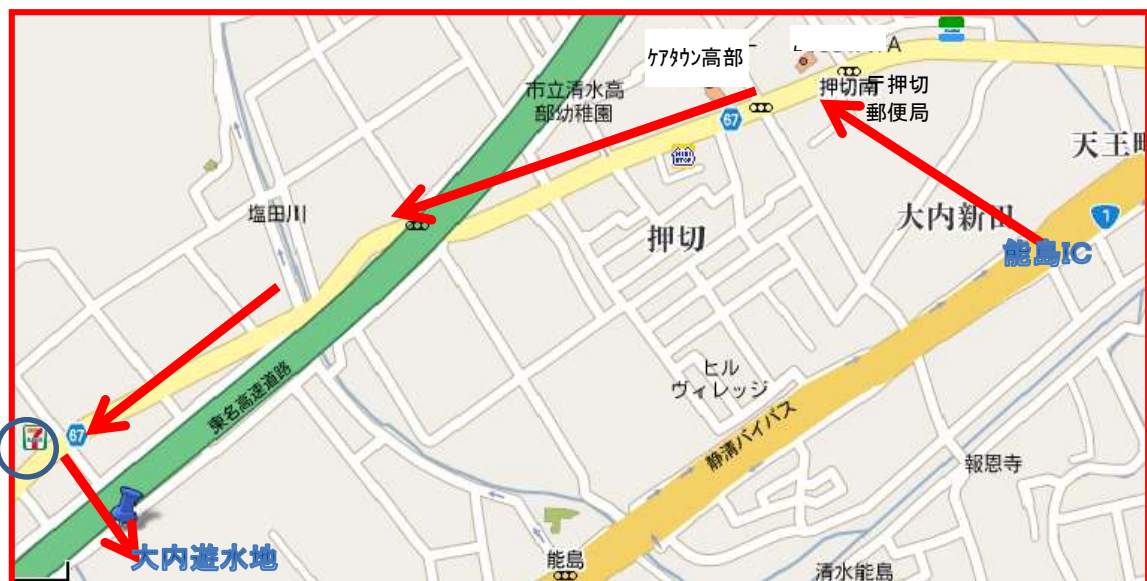 ケアタウン高部
押切南
〒押切
郵便局
市立清水高
部幼稚園
67
MINI
STOP
天王町
1
塩田川
押切
大内新田
能島IC
東名高速道路
ヒル
ヴィレッジ
67
7
静清バイパス
報恩寺
大内遊水地
能島
清水能島